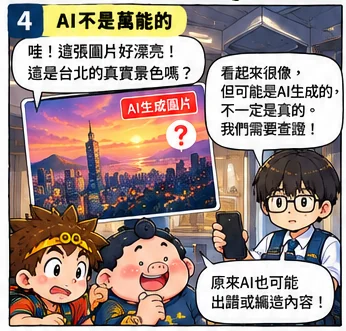 4 AI不是萬能的
哇！這張圖片好漂亮！
這是台北的真實景色嗎？
AI生成圖片
?
看起來很像，
但可能是AI生成的，
不一定是真的。
我們需要查證！
原來AI也可能
出錯或編造內容！